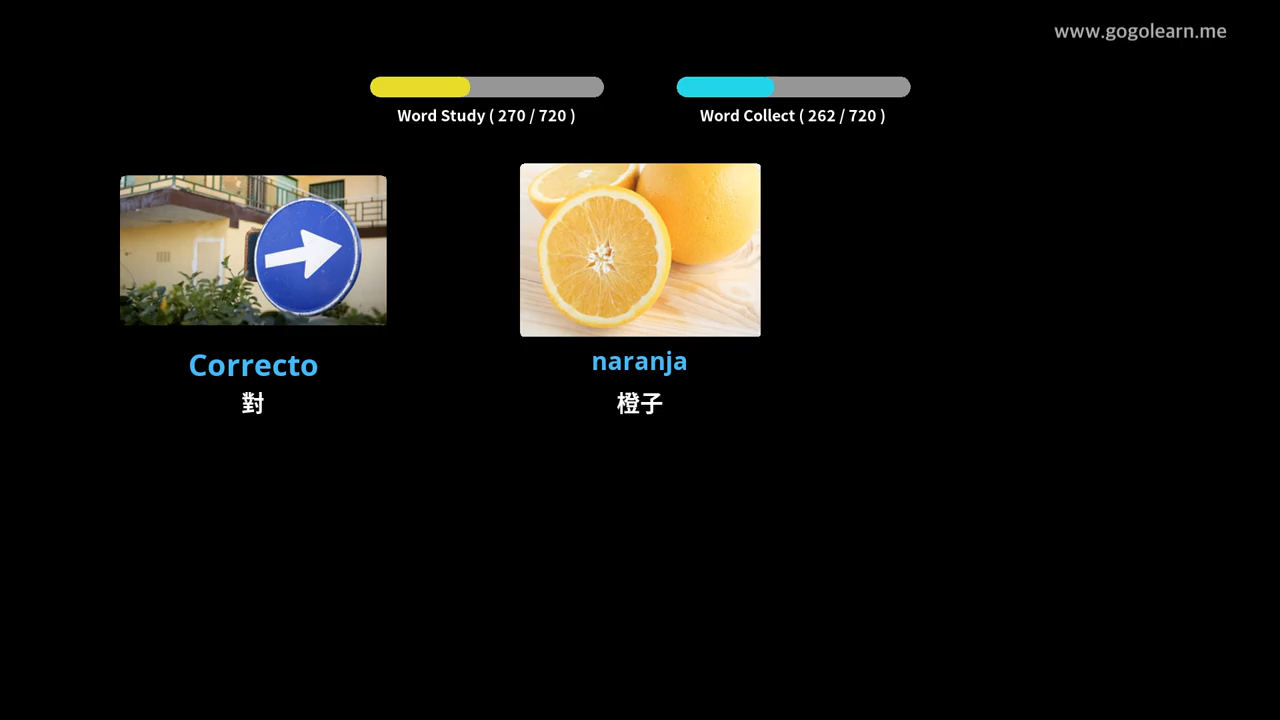 www.gogolearn.me
Word Study ( 270 / 720 )
Word Collect ( 262 / 720 )
Correcto
對
naranja
橙子